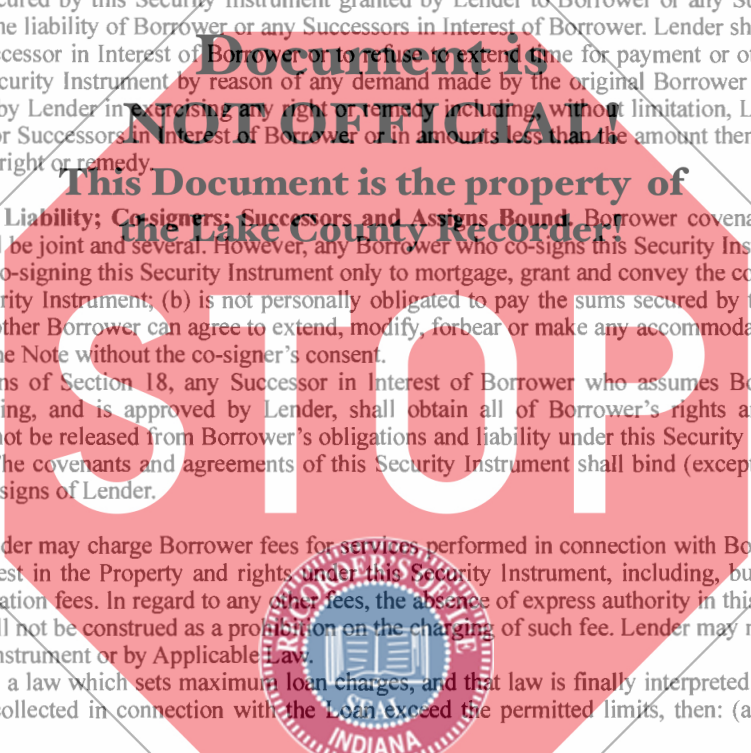 cured by this Security Instrument granted by Lender to Borrower or any Su
he liability of Borrower or any Successors in Interest of Borrower. Lender sh
ccessor in Interest of Borrower or to refuse to extend time for payment or o
curity Instrument by reason of any demand made by the original Borrower
by Lender in exercising any right or remedy including, without limitation, L
or Successors in Interest of Borrower or in amounts less than the amount then
right or remedy.
Document is
NOT OFFICIAL!
This Document is the property of
the Lake County Recorder!
Liability; Co-signers; Successors and Assigns Bound. Borrower covena
l be joint and several. However, any Borrower who co-signs this Security Ins
o-signing this Security Instrument only to mortgage, grant and convey the co
rity Instrument; (b) is not personally obligated to pay the sums secured by t
other Borrower can agree to extend, modify, forbear or make any accommoda
he Note without the co-signer's consent.
ns of Section 18, any Successor in Interest of Borrower who assumes Bo
ing, and is approved by Lender, shall obtain all of Borrower's rights a
not be released from Borrower's obligations and liability under this Security
The covenants and agreements of this Security Instrument shall bind (except
signs of Lender.
STOP
der may charge Borrower fees for services performed in connection with Bo
est in the Property and rights under this Security Instrument, including, bu
ation fees. In regard to any other fees, the absence of express authority in this
ll not be construed as a prohibition on the charging of such fee. Lender may n
nstrument or by Applicable Law.
a law which sets maximum loan charges, and that law is finally interpreted
collected in connection with the Loan exceed the permitted limits, then: (a
RECORDER'S OFFICE
SEAL
INDIANA